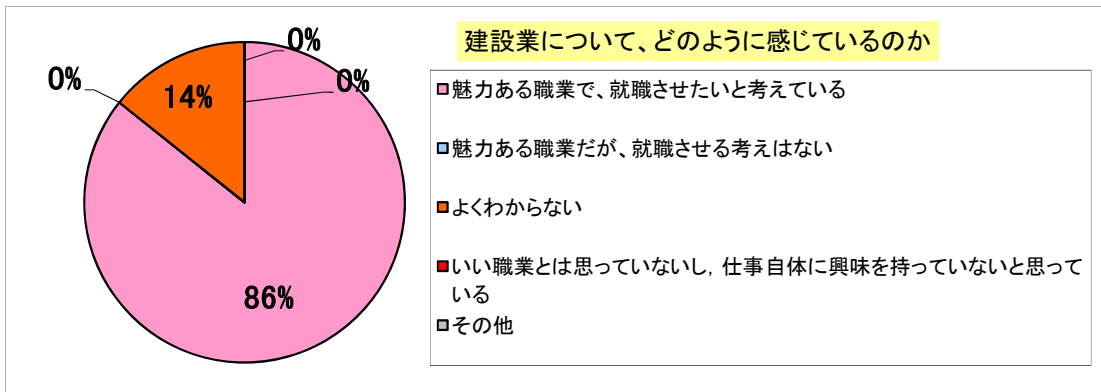 建設業について、どのように感じているのか
0%
0%
0%
14%
86%
魅力ある職業で、就職させたいと考えている
魅力ある職業だが、就職させる考えはない
よくわからない
いい職業とは思っていないし，仕事自体に興味を持っていないと思って
いる
その他